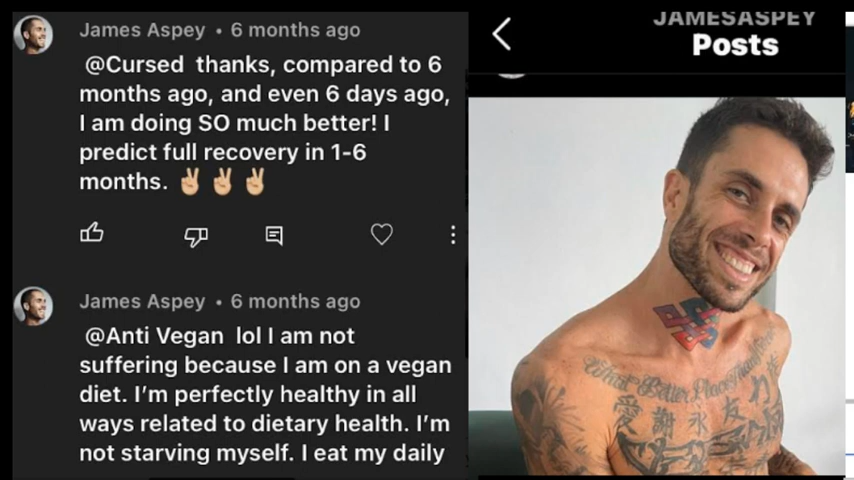 James Aspey • 6 months ago
@Cursed thanks, compared to 6
months ago, and even 6 days ago,
I am doing SO much better! I
predict full recovery in 1-6
months. ✌🏼✌🏼✌🏼
James Aspey • 6 months ago
@Anti Vegan lol I am not
suffering because I am on a vegan
diet. I'm perfectly healthy in all
ways related to dietary health. I'm
not starving myself. I eat my daily
JAMESASPEY
Posts
What Better Place Than
愛 謝 永 友 わ